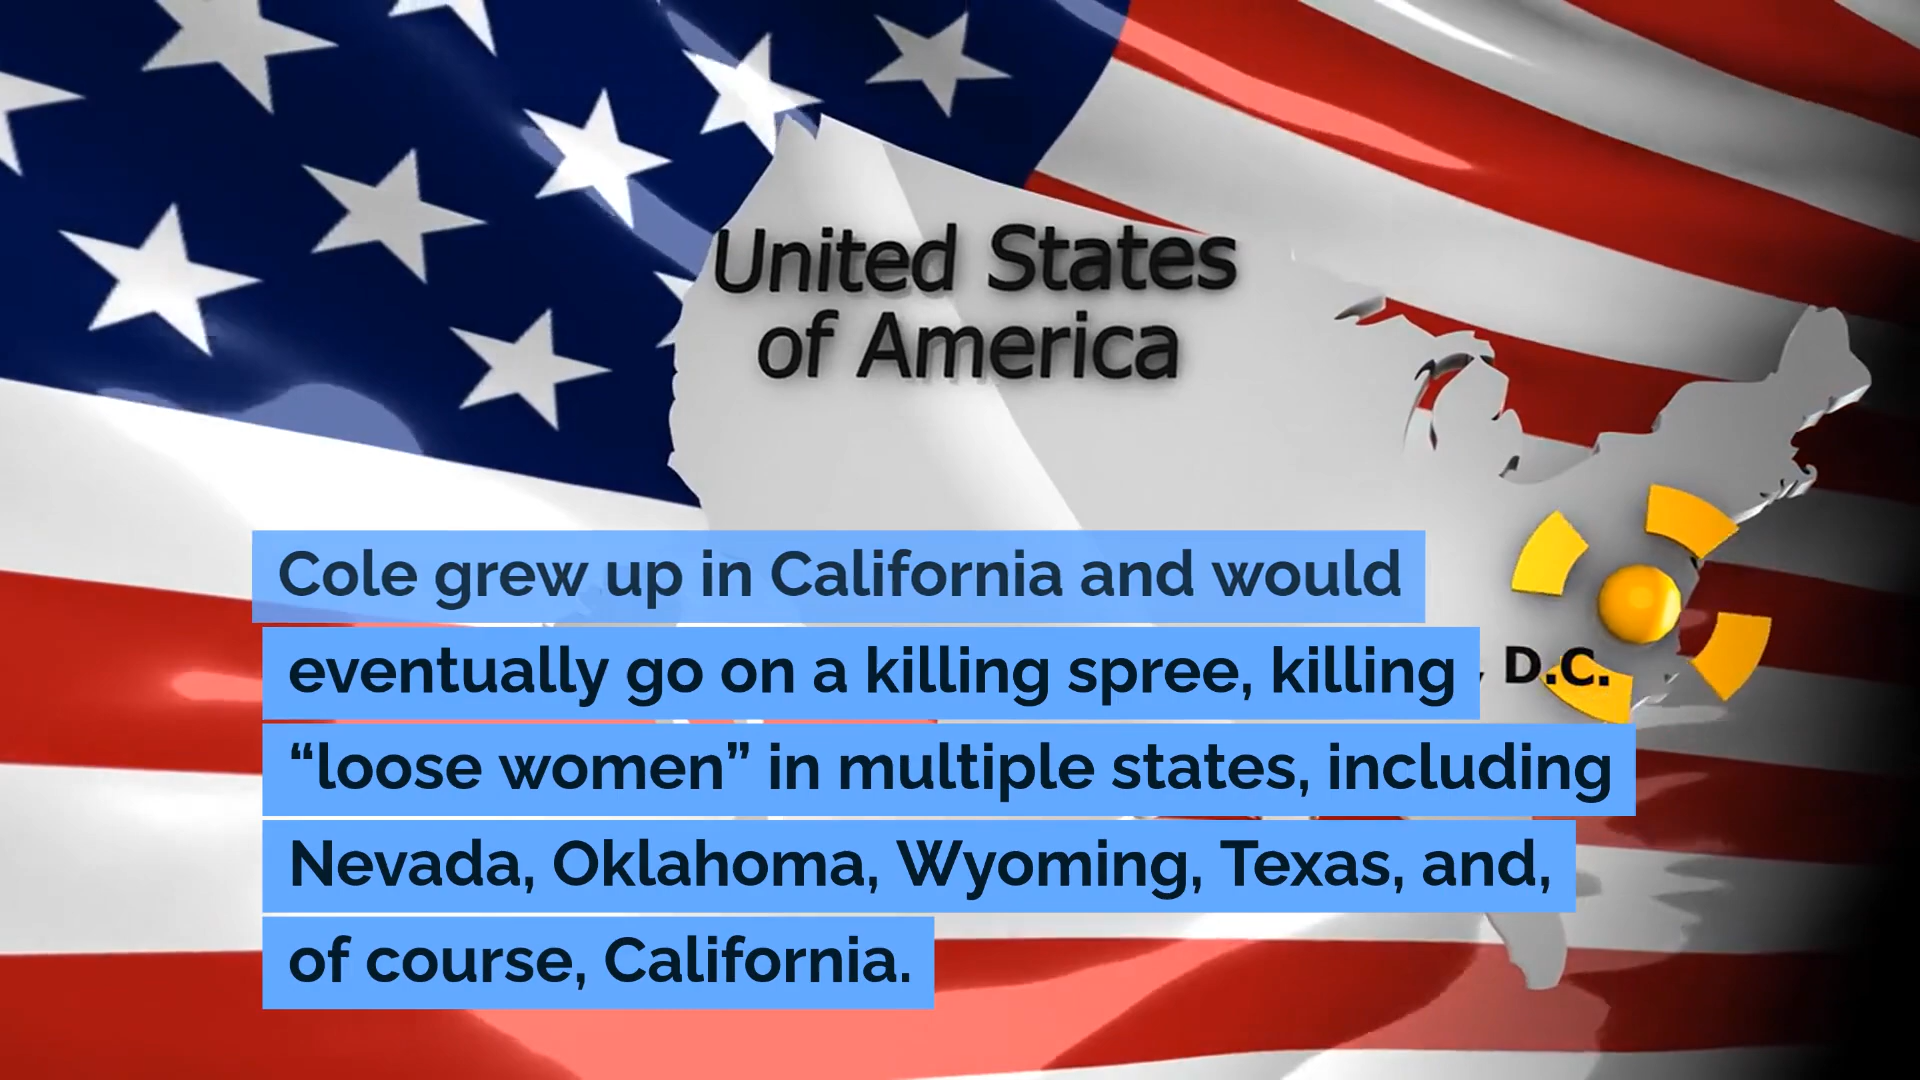 United States
of America
, D.C.
Cole grew up in California and would
eventually go on a killing spree, killing
“loose women” in multiple states, including
Nevada, Oklahoma, Wyoming, Texas, and,
of course, California.